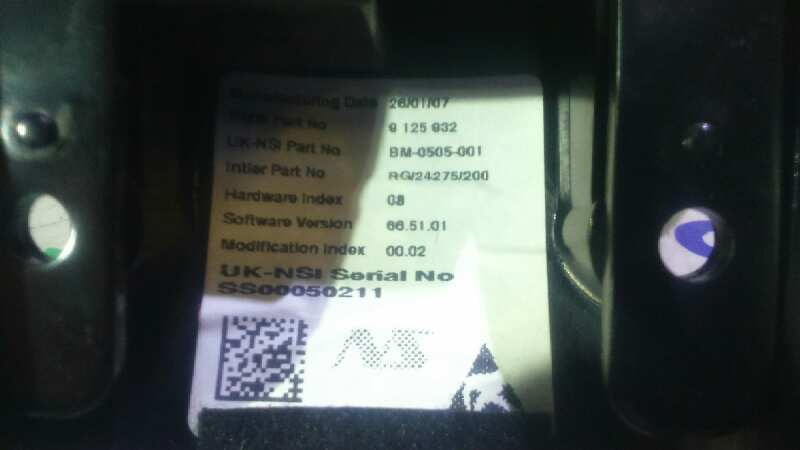 Manufacturing Date 26/01/07
Part No 9 125 932
UK-NSI Part No BM-0505-001
Intier Part No RG/24275/200
Hardware Index 08
Software Version 66.51.01
Modification Index 00.02
UK-NSI Serial No
SS00050211